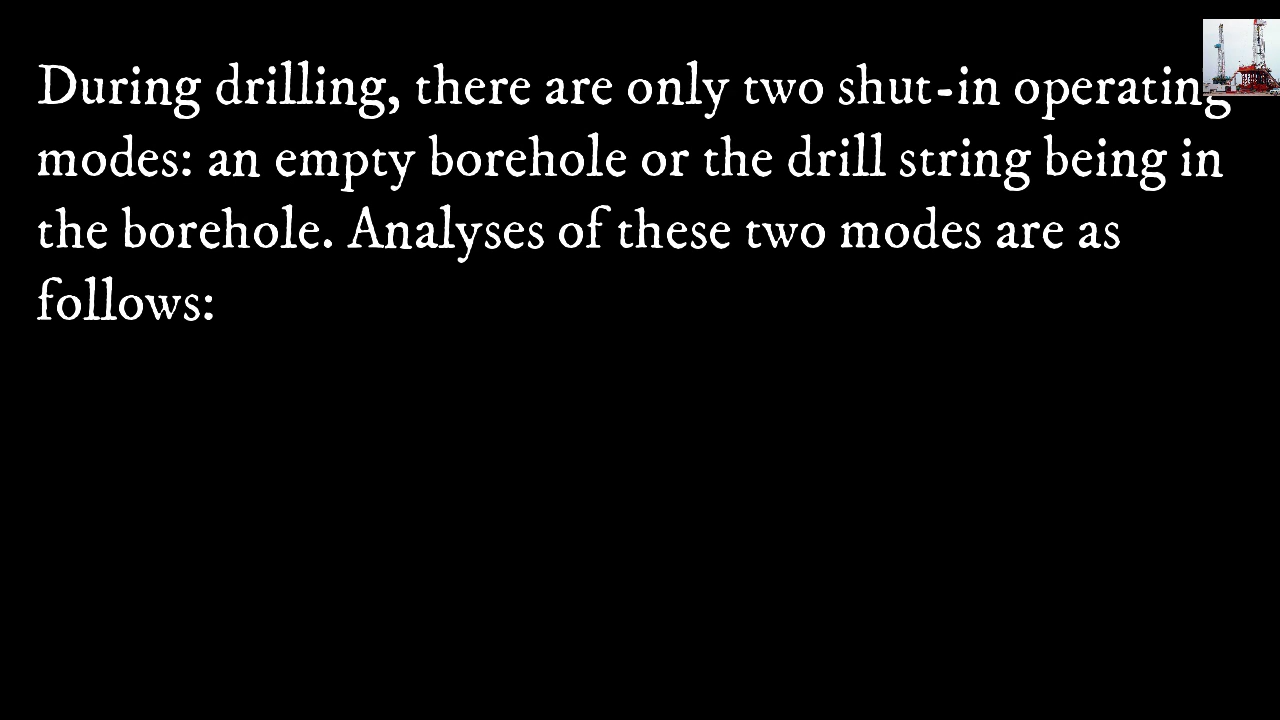 During drilling, there are only two shut-in operating
modes: an empty borehole or the drill string being in
the borehole. Analyses of these two modes are as
follows: